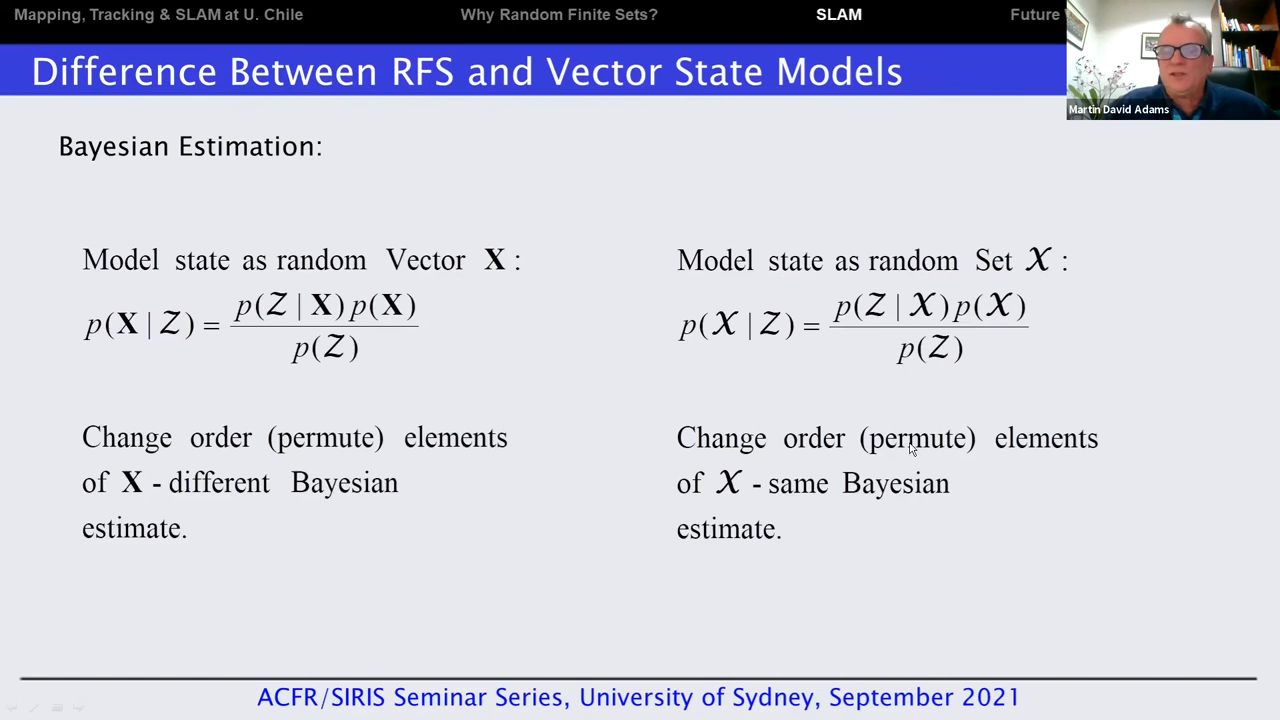 Mapping, Tracking & SLAM at U. Chile Why Random Finite Sets? SLAM Future
Difference Between RFS and Vector State Models
Martin David Adams
Bayesian Estimation:
Model state as random Vector X :
p(X | Z) = p(Z | X) p(X) / p(Z)
Change order (permute) elements
of X - different Bayesian
estimate.
Model state as random Set 𝒳 :
p(𝒳 | Z) = p(Z | 𝒳) p(𝒳) / p(Z)
Change order (permute) elements
of 𝒳 - same Bayesian
estimate.
ACFR/SIRIS Seminar Series, University of Sydney, September 2021